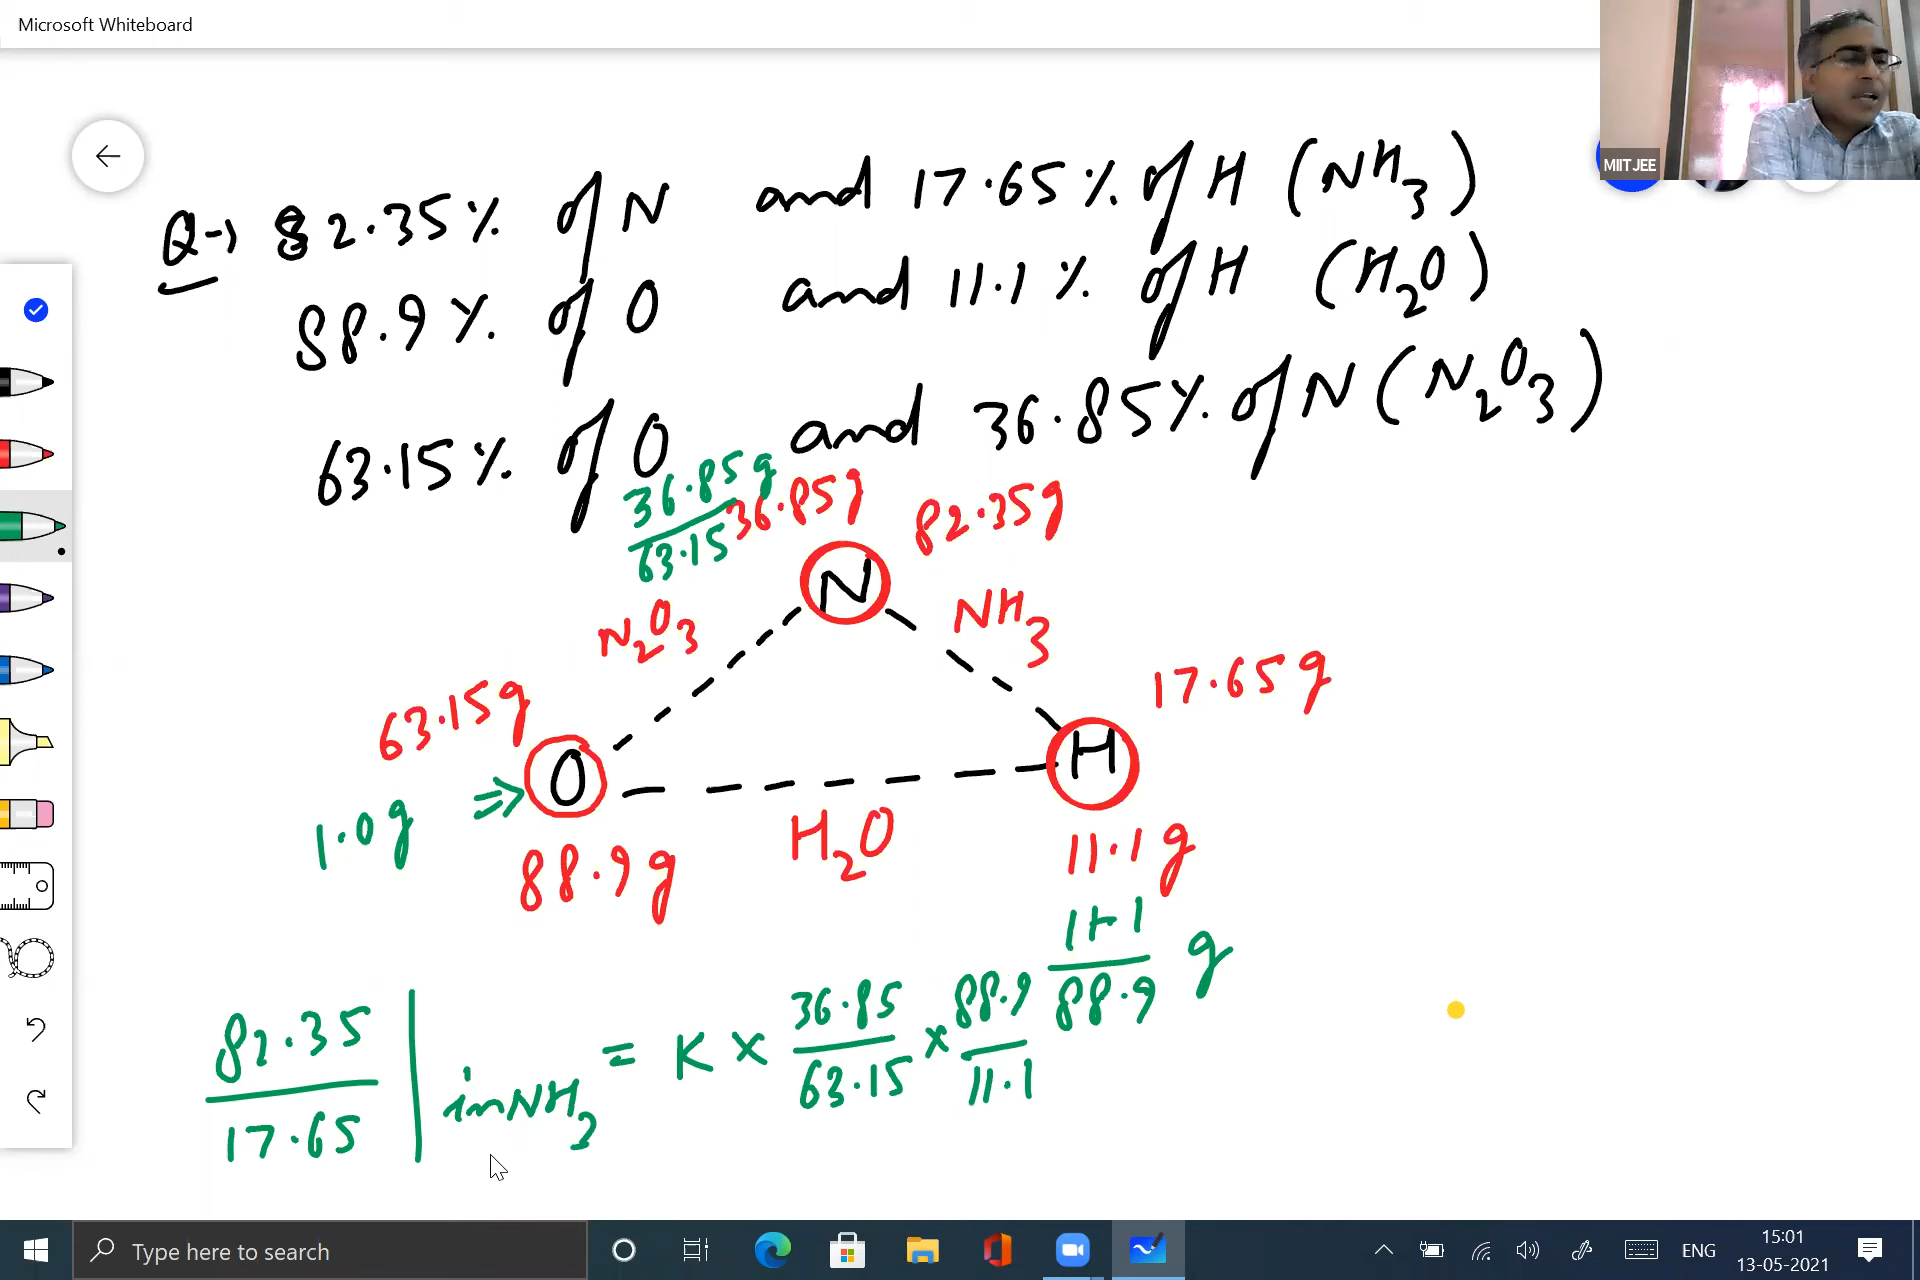 Microsoft Whiteboard
MIIT JEE
Q→ 82.35% of N and 17.65% of H (NH3)
88.9% of O and 11.1% of H (H2O)
63.15% of O and 36.85% of N (N2O3)
36.85g
63.15
36.85g
82.35g
N
N2O3
NH3
63.15g
17.65g
1.0g ⇒
O
H
88.9g
H2O
11.1g
11.1
88.9 g
82.35
17.65 | in NH3 = K × 36.85
63.15 × 88.9
11.1
Type here to search
ENG
15:01
13-05-2021